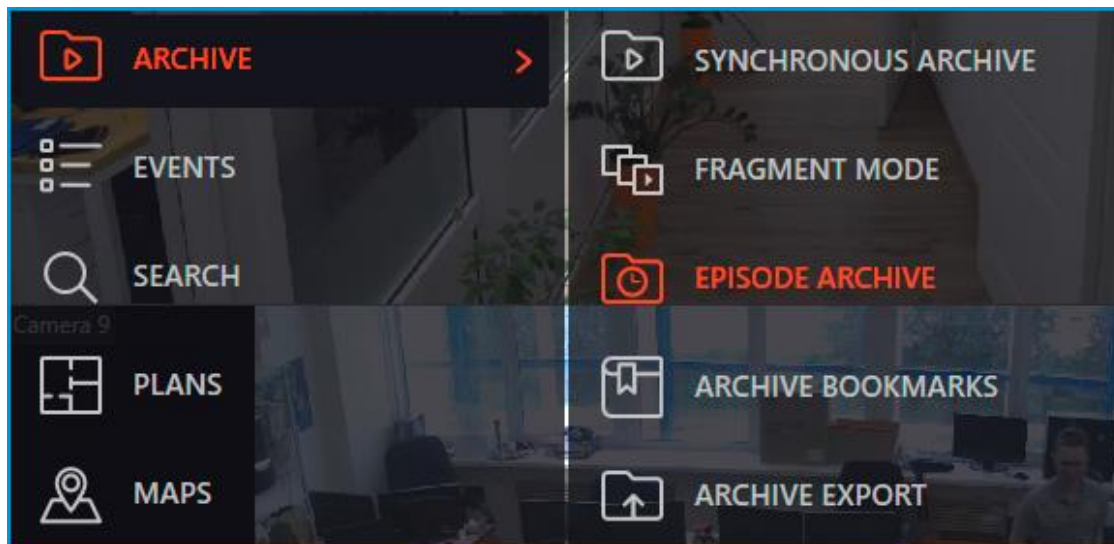 ARCHIVE
EVENTS
SEARCH
Camera 9
PLANS
MAPS
SYNCHRONOUS ARCHIVE
FRAGMENT MODE
EPISODE ARCHIVE
ARCHIVE BOOKMARKS
ARCHIVE EXPORT